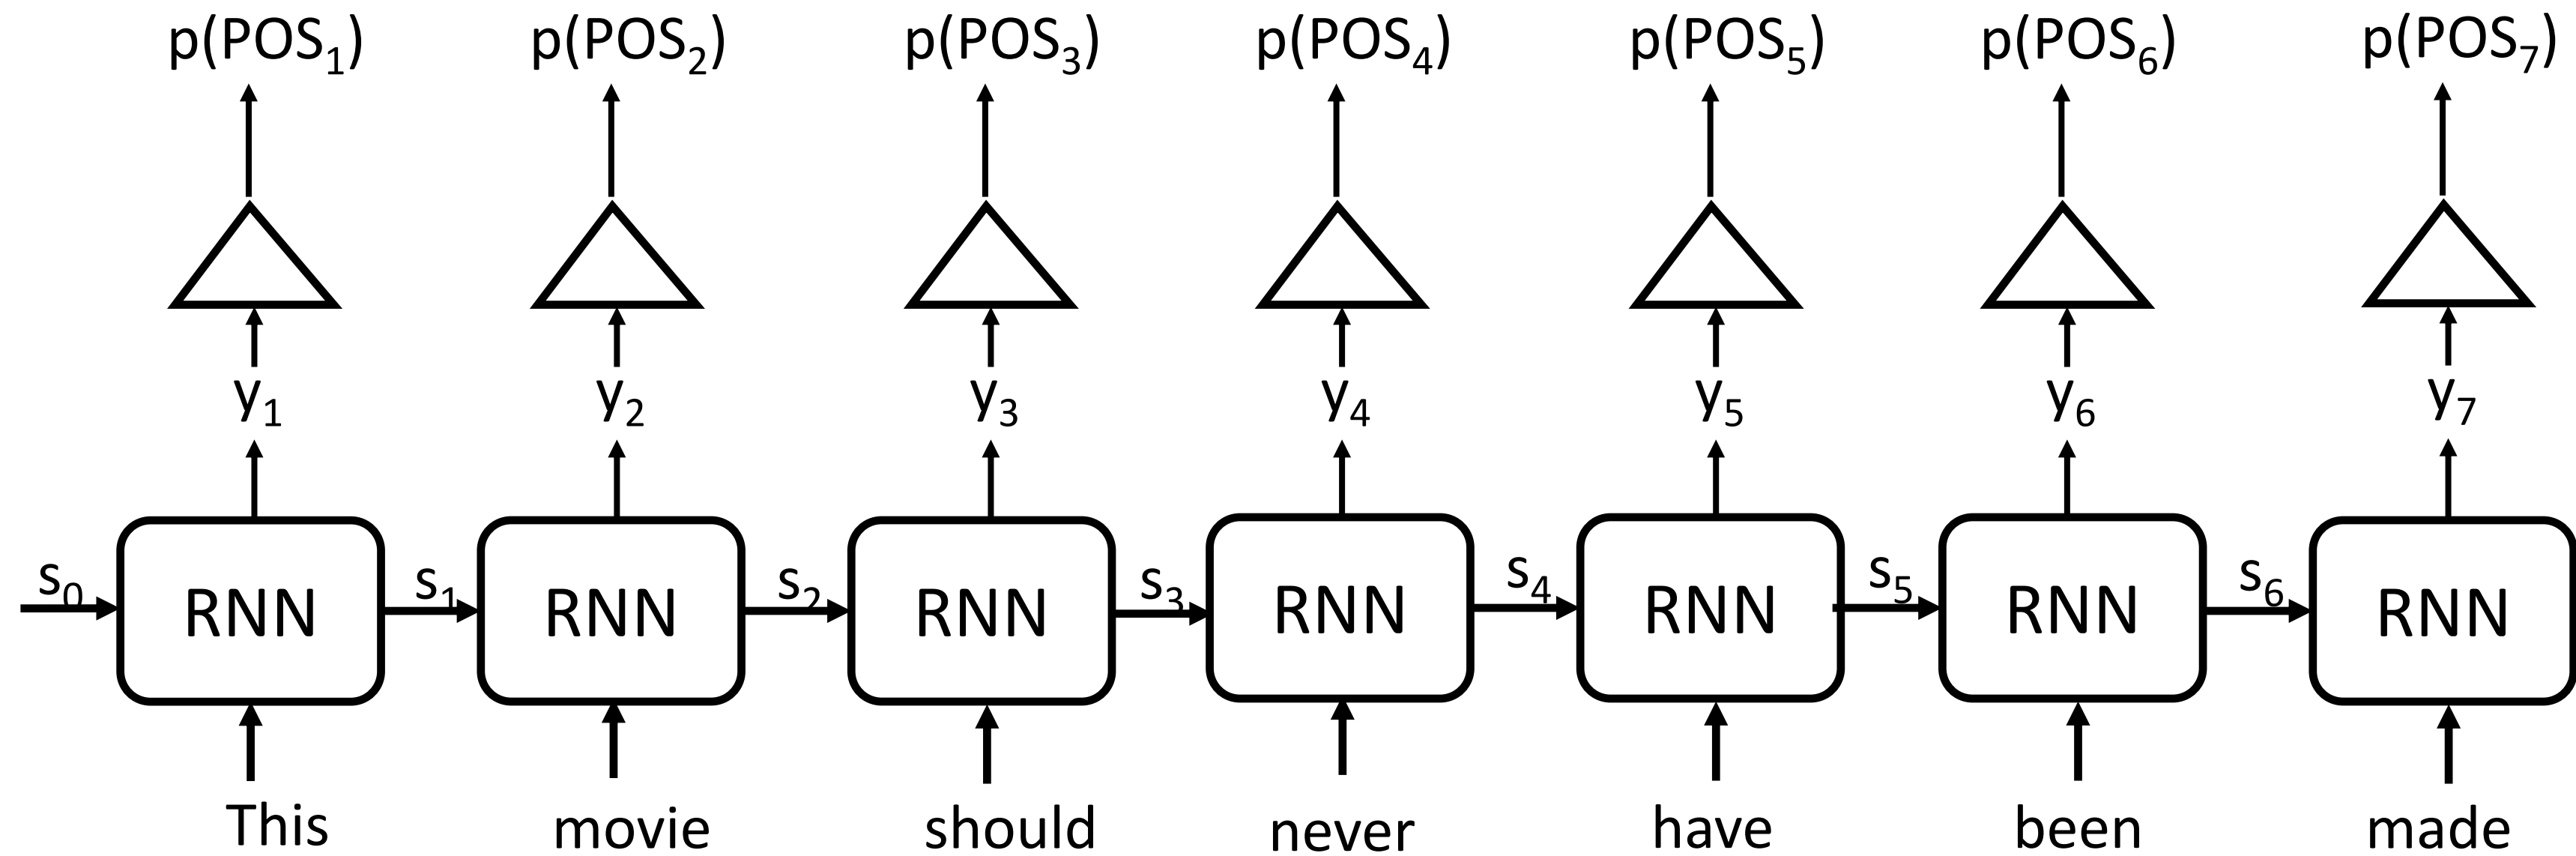 p(POS1) p(POS2) p(POS3) p(POS4) p(POS5) p(POS6) p(POS7)
y1 y2 y3 y4 y5 y6 y7
s0 RNN s1 RNN s2 RNN s3 RNN s4 RNN s5 RNN s6 RNN
This movie should never have been made